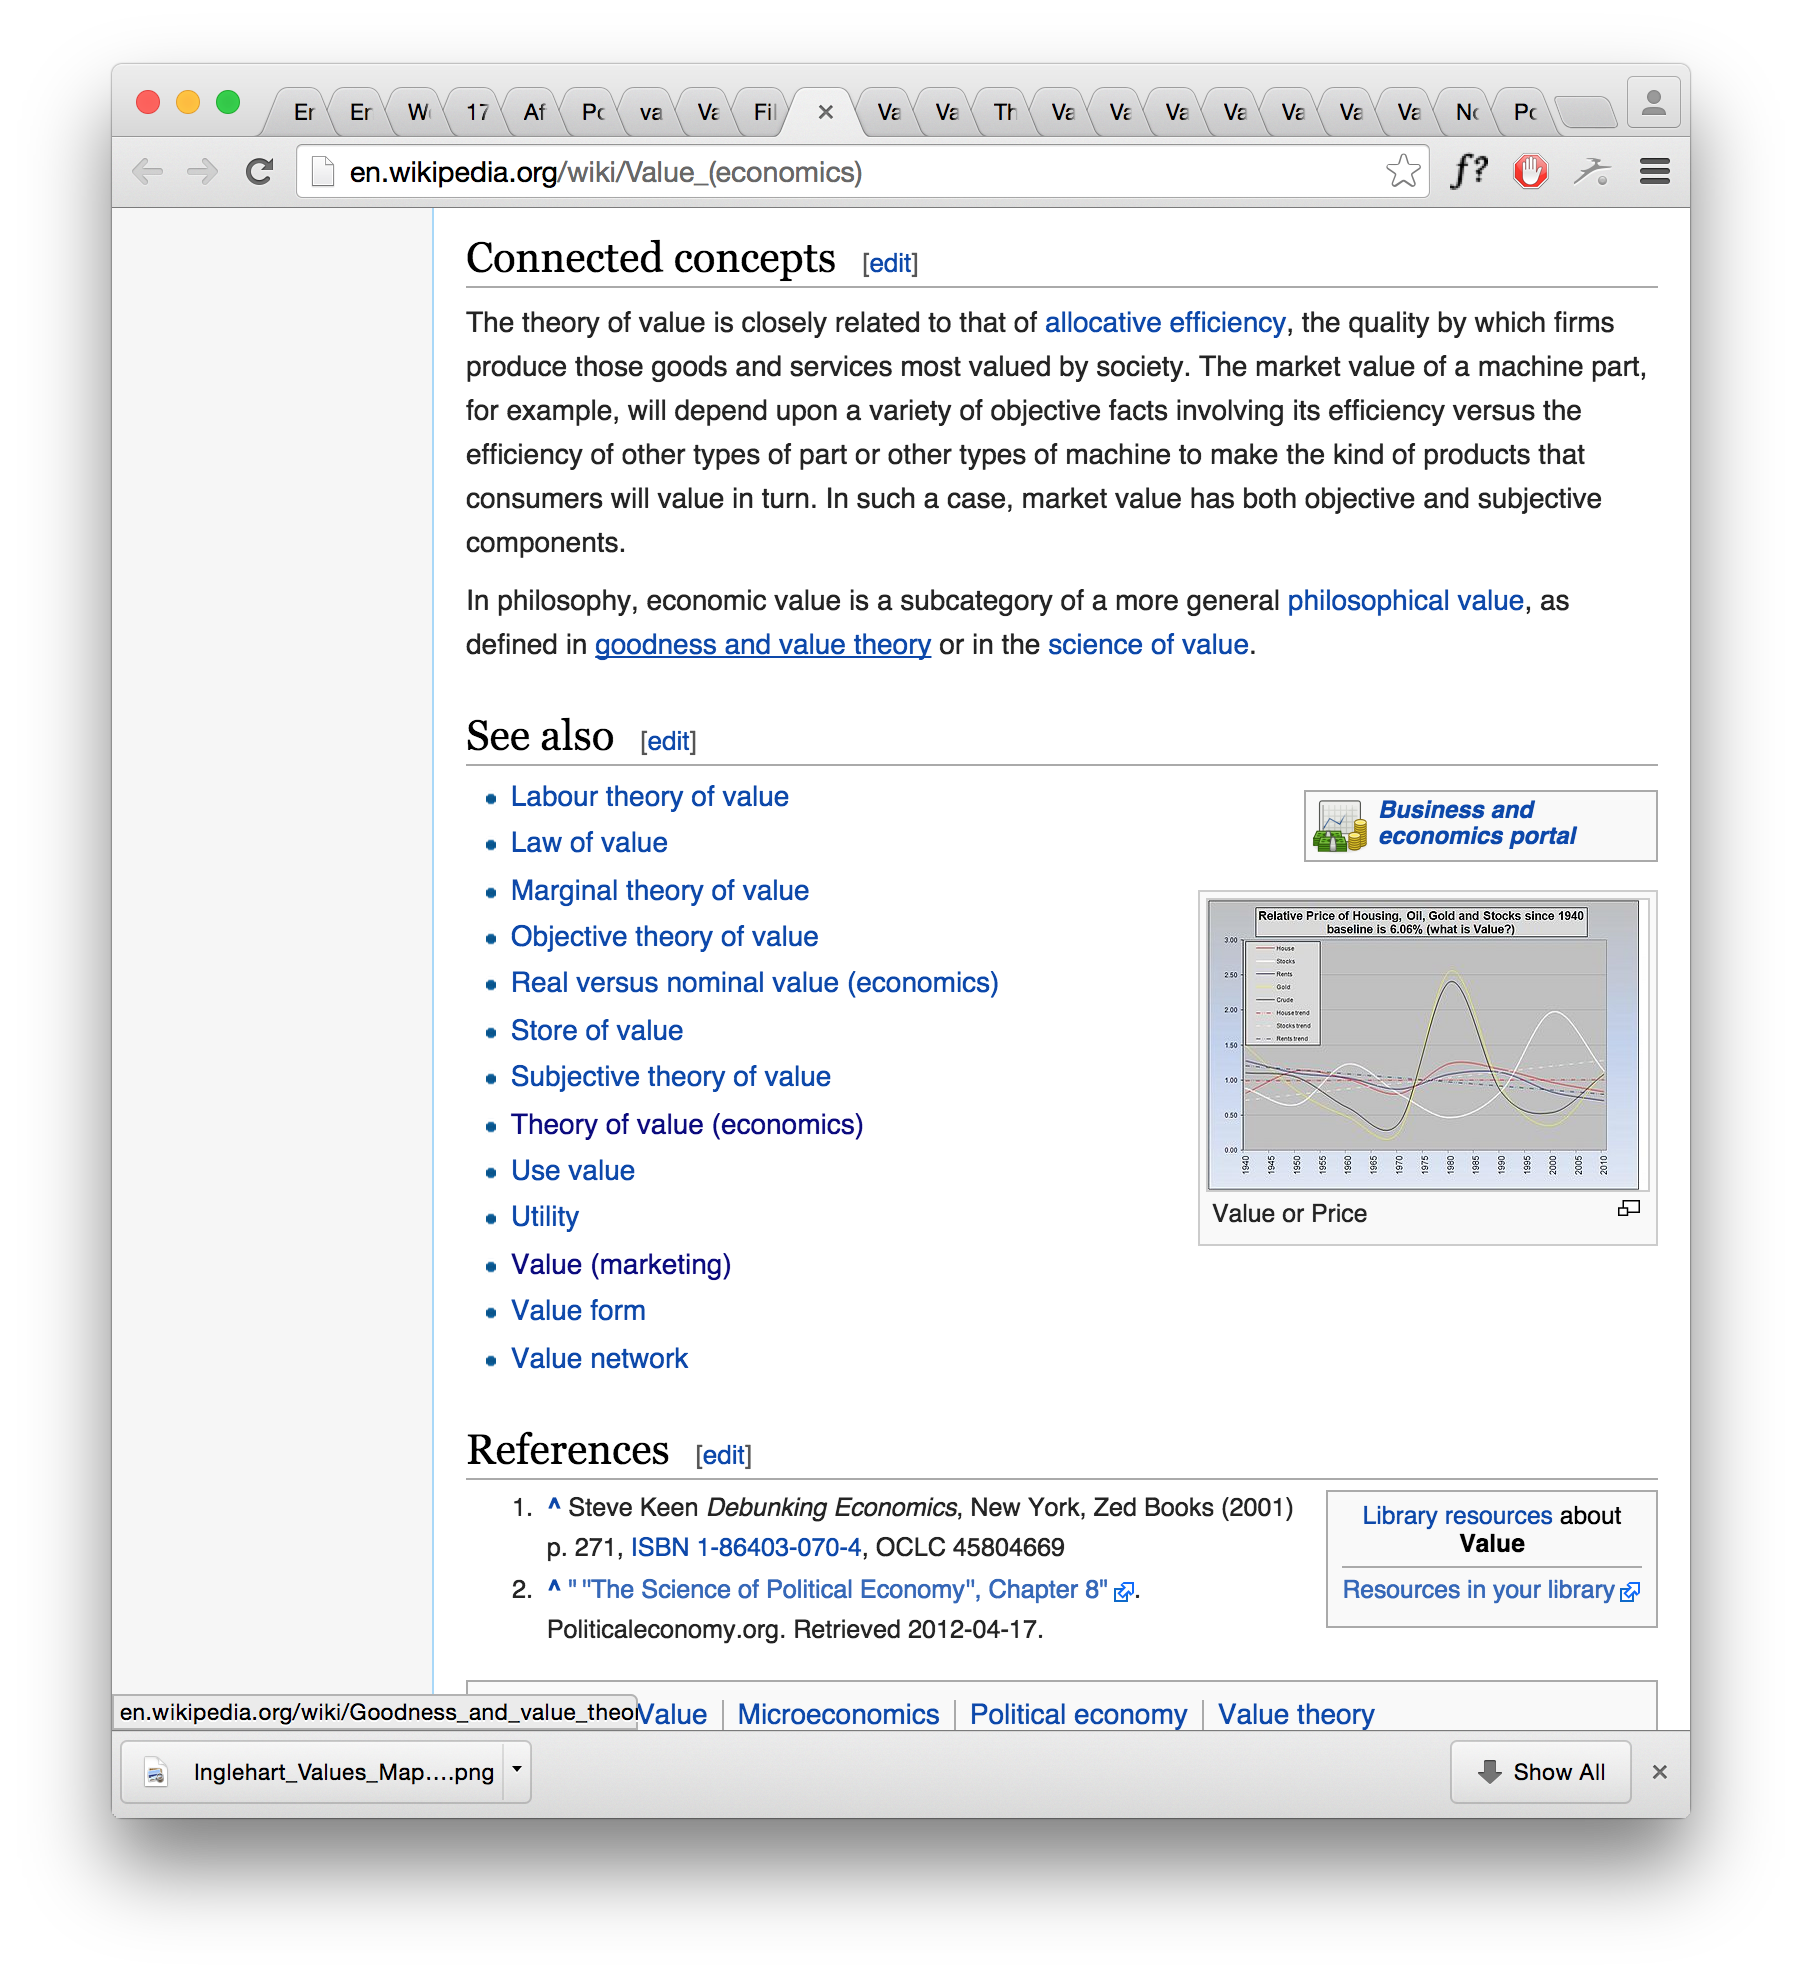 Er
Er
W
17
Af
Pc
va
Va
Fil
Va
Va
Th
Va
Va
Va
Va
Va
Va
Va
No
Po
en.wikipedia.org/wiki/Value_(economics)
f?
Connected concepts [edit]
The theory of value is closely related to that of allocative efficiency, the quality by which firms
produce those goods and services most valued by society. The market value of a machine part,
for example, will depend upon a variety of objective facts involving its efficiency versus the
efficiency of other types of part or other types of machine to make the kind of products that
consumers will value in turn. In such a case, market value has both objective and subjective
components.
In philosophy, economic value is a subcategory of a more general philosophical value, as
defined in goodness and value theory or in the science of value.
See also [edit]
Labour theory of value
Law of value
Marginal theory of value
Objective theory of value
Real versus nominal value (economics)
Store of value
Subjective theory of value
Theory of value (economics)
Use value
Utility
Value (marketing)
Value form
Value network
Business and
economics portal
Relative Price of Housing, Oil, Gold and Stocks since 1940
baseline is 6.06% (what is Value?)
3.00
2.50
2.00
1.50
1.00
0.50
0.00
House
Stocks
Rents
Gold
Crude
House trend
Stocks trend
Rents trend
1940 1945 1950 1955 1960 1965 1970 1975 1980 1985 1990 1995 2000 2005 2010
Value or Price
References [edit]
1. ^ Steve Keen Debunking Economics, New York, Zed Books (2001)
p. 271, ISBN 1-86403-070-4, OCLC 45804669
2. ^ " "The Science of Political Economy", Chapter 8" .
Politicaleconomy.org. Retrieved 2012-04-17.
Library resources about
Value
Resources in your library
en.wikipedia.org/wiki/Goodness_and_value_theor
Value | Microeconomics | Political economy | Value theory
Inglehart_Values_Map....png
Show All